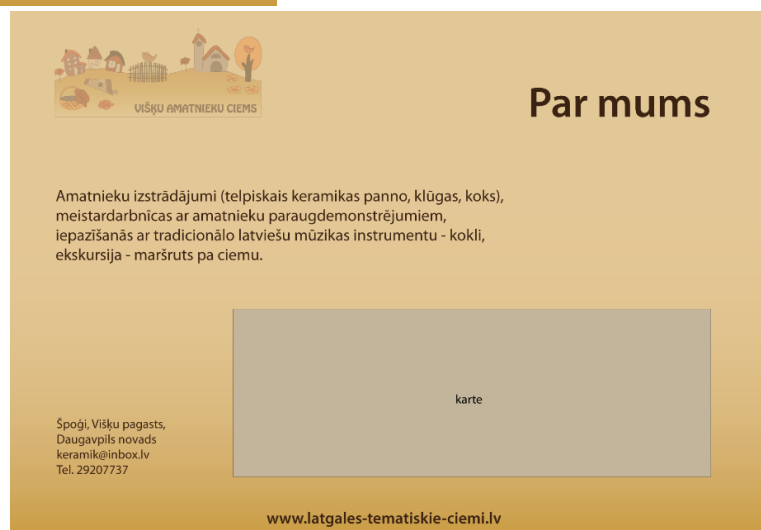 VIŠĶU AMATNIEKU CIEMS
Par mums
Amatnieku izstrādājumi (telpiskais keramikas panno, klūgas, koks),
meistardarbnīcas ar amatnieku paraugdemonstrējumiem,
iepazīšanās ar tradicionālo latviešu mūzikas instrumentu - kokli,
ekskursija - maršruts pa ciemu.
karte
Špoģi, Višķu pagasts,
Daugavpils novads
keramik@inbox.lv
Tel. 29207737
www.latgales-tematiskie-ciemi.lv